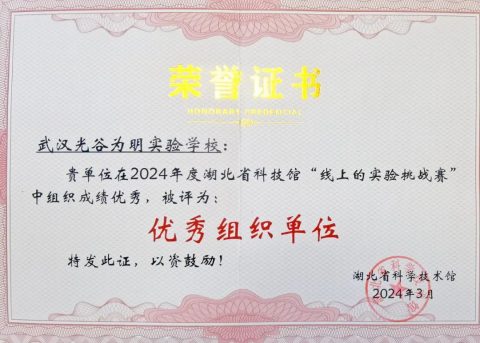 荣誉证书
HONORARY CREDENTIAL
武汉光谷为明实验学校：
贵单位在2024年度湖北省科技馆“线上的实验挑战赛”
中组织成绩优秀，被评为：
优秀组织单位
特发此证，以资鼓励！
湖北省科学技术馆
2024年3月